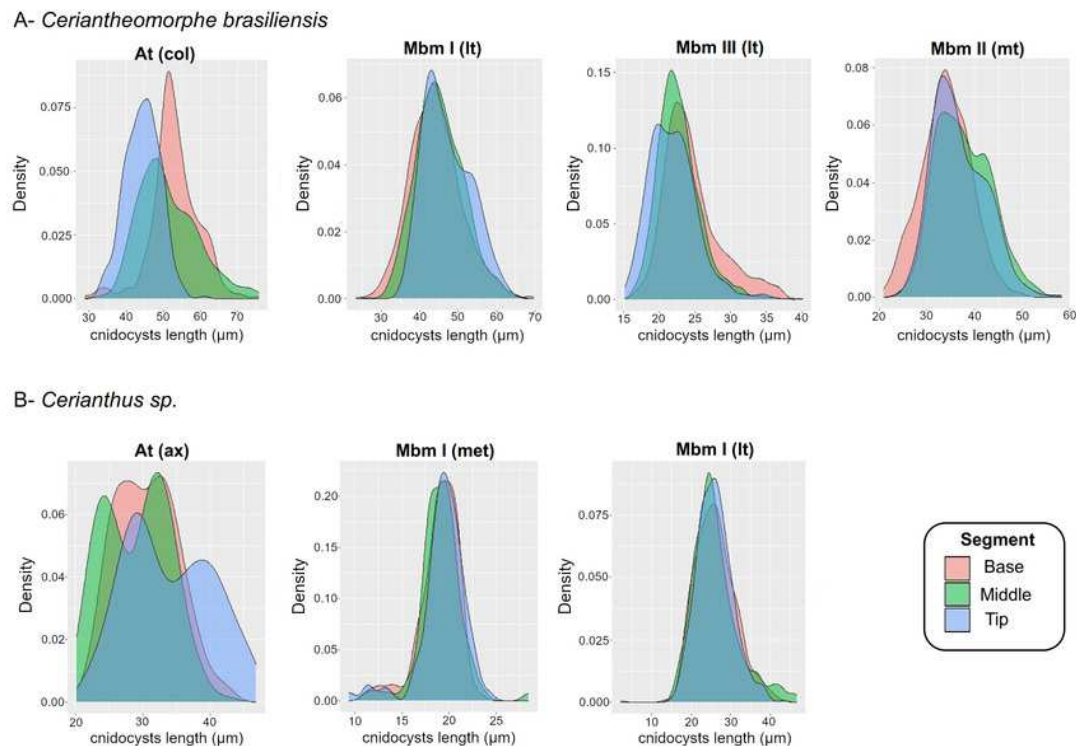 A- Ceriantheomorphe brasiliensis
At (col)
Mbm I (lt)
Mbm III (lt)
Mbm II (mt)
Density
0.075
0.050
0.025
0.000
30 40 50 60 70
cnidocysts length (µm)
Density
0.06
0.04
0.02
0.00
30 40 50 60 70
cnidocysts length (µm)
Density
0.15
0.10
0.05
0.00
15 20 25 30 35 40
cnidocysts length (µm)
Density
0.08
0.06
0.04
0.02
0.00
20 30 40 50 60
cnidocysts length (µm)
B- Cerianthus sp.
At (ax)
Mbm I (met)
Mbm I (lt)
Density
0.06
0.04
0.02
0.00
20 30 40
cnidocysts length (µm)
Density
0.20
0.15
0.10
0.05
0.00
10 15 20 25
cnidocysts length (µm)
Density
0.075
0.050
0.025
0.000
10 20 30 40
cnidocysts length (µm)
Segment
Base
Middle
Tip